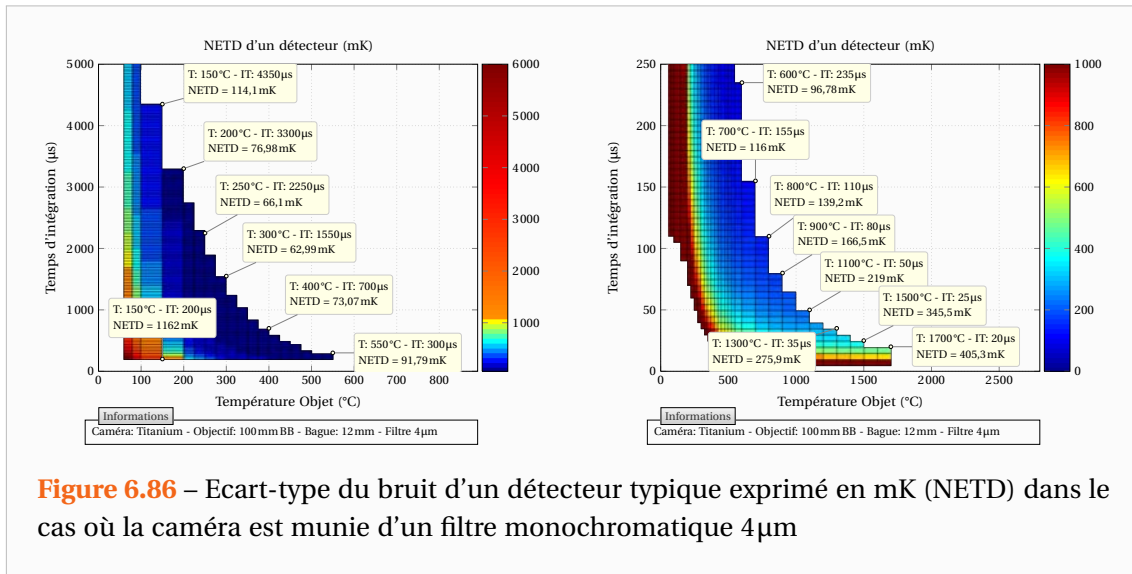 NETD d'un détecteur (mK)
5 000
4000
3 000
2000
1 000
0
0 100 200 300 400 500 600 700 800
Temps d'intégration (µs)
Température Objet (°C)
T: 150°C - IT: 4350µs
NETD = 114,1mK
T: 200°C - IT: 3300µs
NETD = 76,98mK
T: 250°C - IT: 2250µs
NETD = 66,1mK
T: 300°C - IT: 1550µs
NETD = 62,99mK
T: 400°C - IT: 700µs
NETD = 73,07mK
T: 150°C - IT: 200µs
NETD = 1162mK
T: 550°C - IT: 300µs
NETD = 91,79mK
6000
5000
4000
3000
2000
1000
Informations
Caméra: Titanium - Objectif: 100mm BB - Bague: 12mm - Filtre 4µm
NETD d'un détecteur (mK)
250
200
150
100
50
0
0 500 1000 1500 2000 2500
Temps d'intégration (µs)
Température Objet (°C)
T: 600°C - IT: 235µs
NETD = 96,78mK
T: 700°C - IT: 155µs
NETD = 116mK
T: 800°C - IT: 110µs
NETD = 139,2mK
T: 900°C - IT: 80µs
NETD = 166,5mK
T: 1100°C - IT: 50µs
NETD = 219mK
T: 1500°C - IT: 25µs
NETD = 345,5mK
T: 1300°C - IT: 35µs
NETD = 275,9mK
T: 1700°C - IT: 20µs
NETD = 405,3mK
1000
800
600
400
200
0
Informations
Caméra: Titanium - Objectif: 100mm BB - Bague: 12mm - Filtre 4µm
Figure 6.86 – Ecart-type du bruit d'un détecteur typique exprimé en mK (NETD) dans le
cas où la caméra est munie d'un filtre monochromatique 4µm